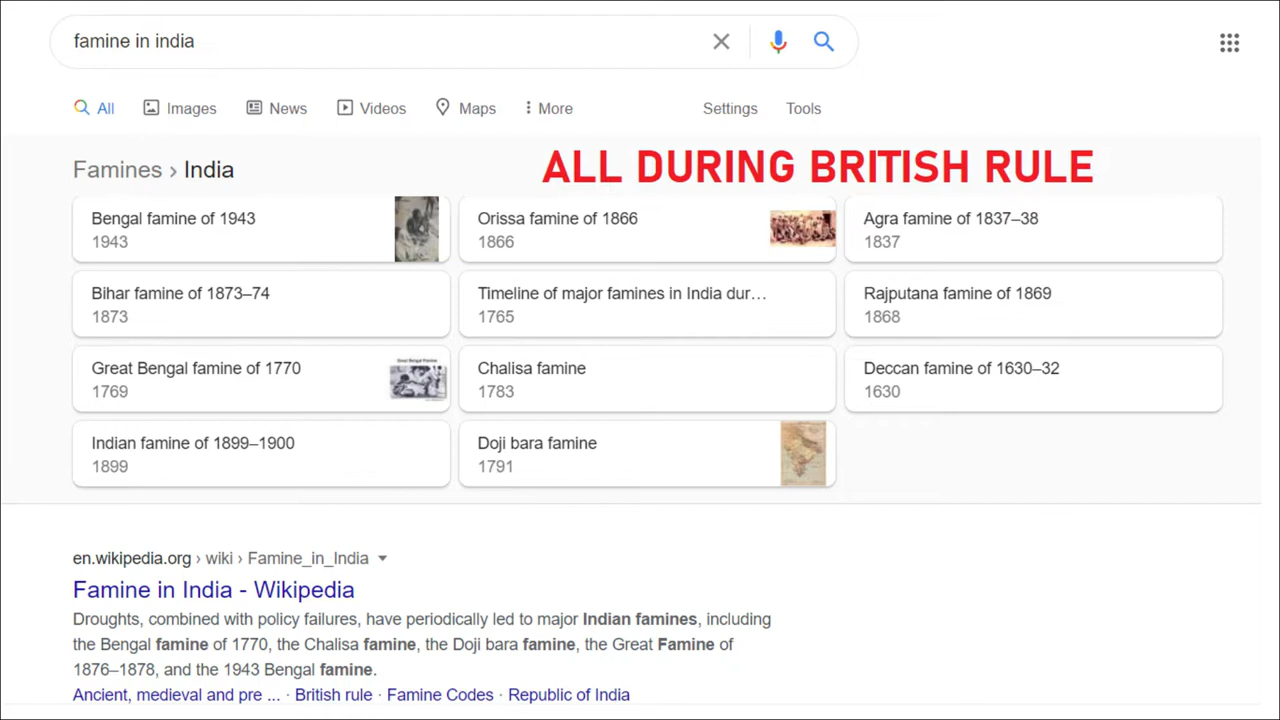 famine in india
All Images News Videos Maps More Settings Tools
Famines › India
ALL DURING BRITISH RULE
Bengal famine of 1943
1943
Orissa famine of 1866
1866
Agra famine of 1837–38
1837
Bihar famine of 1873–74
1873
Timeline of major famines in India dur…
1765
Rajputana famine of 1869
1868
Great Bengal famine of 1770
1769
Chalisa famine
1783
Deccan famine of 1630–32
1630
Indian famine of 1899–1900
1899
Doji bara famine
1791
en.wikipedia.org › wiki › Famine_in_India
Famine in India - Wikipedia
Droughts, combined with policy failures, have periodically led to major Indian famines, including
the Bengal famine of 1770, the Chalisa famine, the Doji bara famine, the Great Famine of
1876–1878, and the 1943 Bengal famine.
Ancient, medieval and pre ... · British rule · Famine Codes · Republic of India